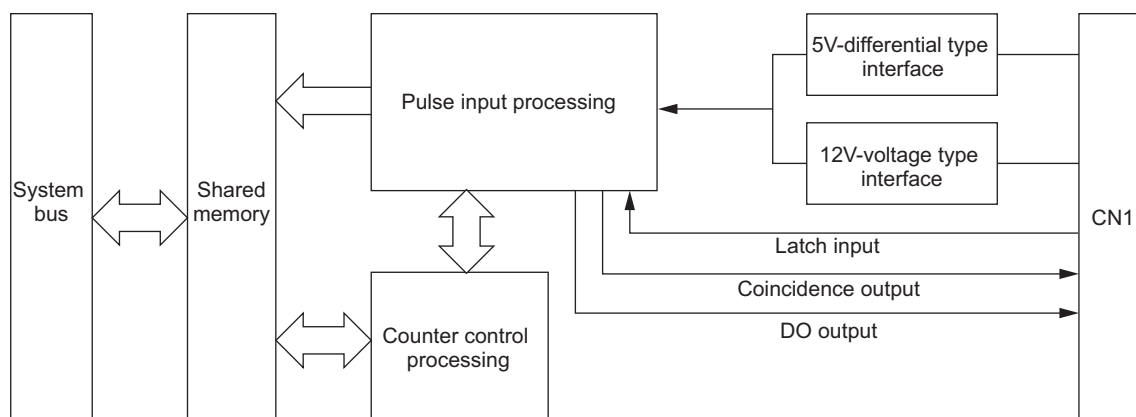 System
bus
Shared
memory
Pulse input processing
Counter control
processing
5V-differential type
interface
12V-voltage type
interface
Latch input
Coincidence output
DO output
CN1